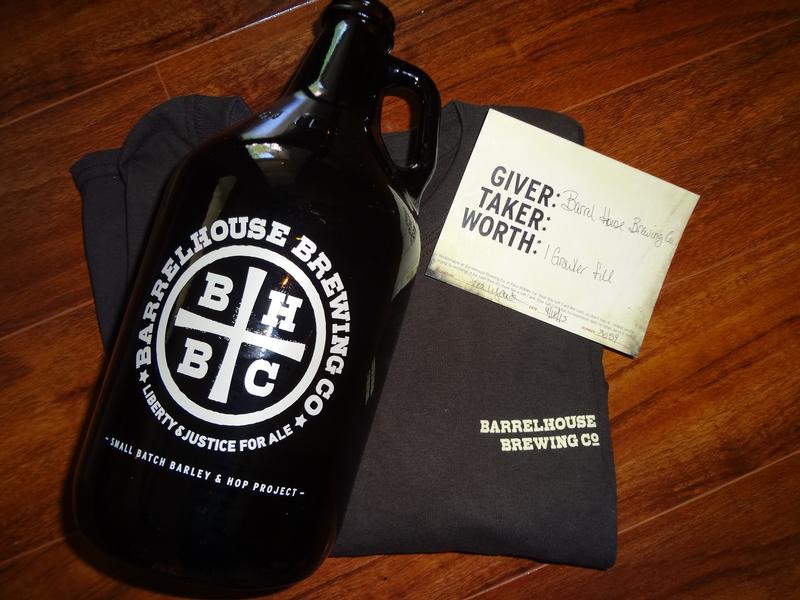 BARRELHOUSE BREWING CO
B H
B C
LIBERTY & JUSTICE FOR ALE
- SMALL BATCH BARLEY & HOP PROJECT -
GIVER: Barrel House Brewing Co.
TAKER:
WORTH: 1 Growler fill
BARRELHOUSE
BREWING CO